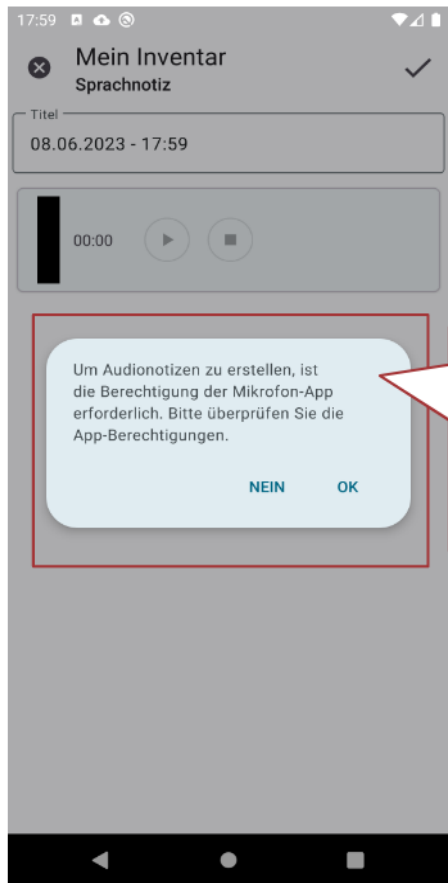 17:59
Mein Inventar
Sprachnotiz
Titel
08.06.2023 - 17:59
00:00
Um Audionotizen zu erstellen, ist
die Berechtigung der Mikrofon-App
erforderlich. Bitte überprüfen Sie die
App-Berechtigungen.
NEIN OK